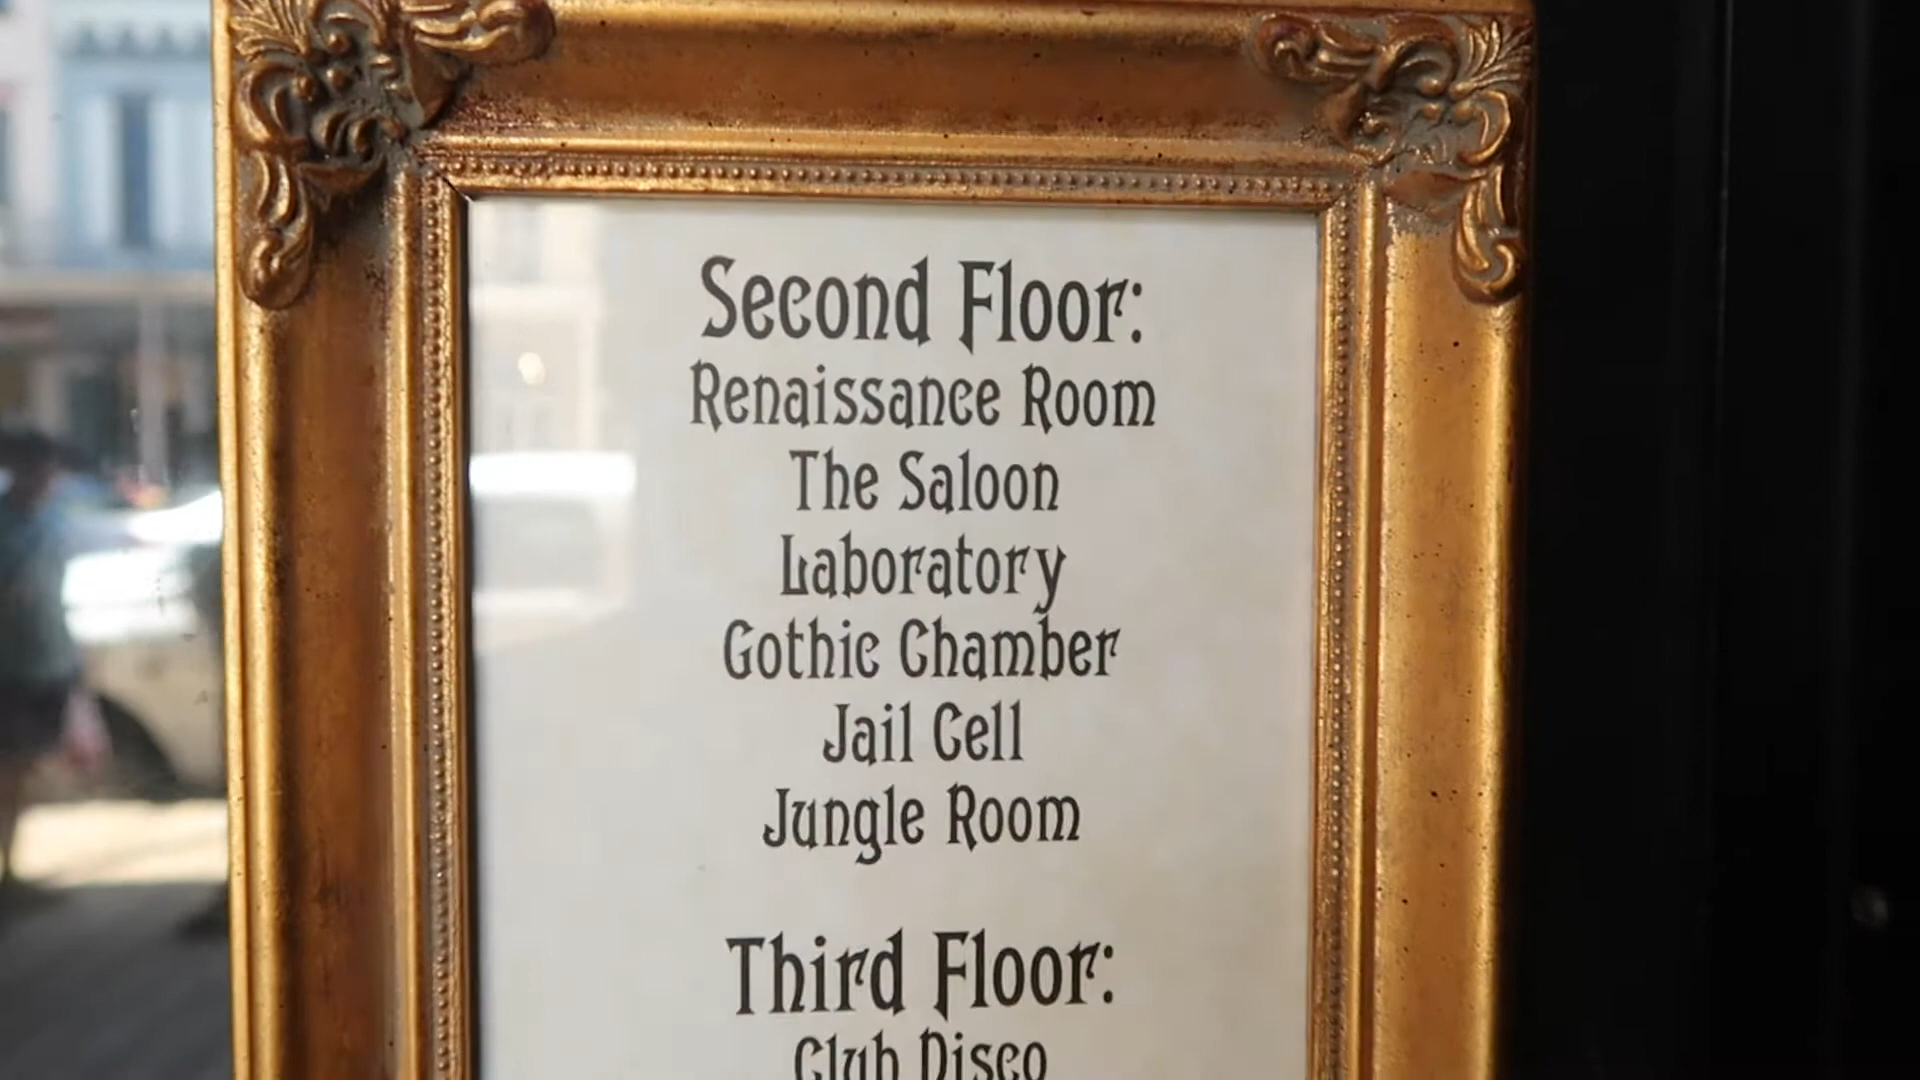 Second Floor:
Renaissance Room
The Saloon
Laboratory
Gothic Chamber
Jail Cell
Jungle Room
Third Floor:
Club Disco